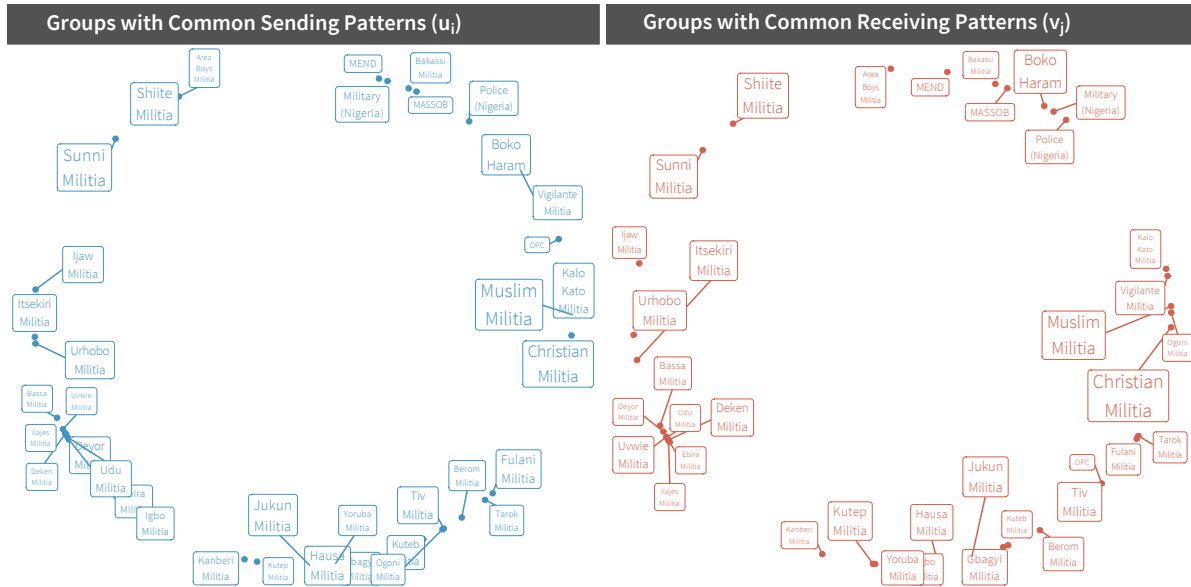 Groups with Common Sending Patterns (uᵢ)
Area
Boys
Militia
Shiite
Militia
Sunni
Militia
MEND
Bakassi
Militia
Military
(Nigeria)
MASSOB
Police
(Nigeria)
Boko
Haram
Vigilante
Militia
OPC
Ijaw
Militia
Itsekiri
Militia
Urhobo
Militia
Kalo
Kato
Militia
Muslim
Militia
Christian
Militia
Bassa
Militia
Uvwie
Militia
Ilajes
Militia
Deken
Militia
Deyor
Udu
Militia
Igbo
Militia
Jukun
Militia
Yoruba
Militia
Hausa
Militia
Kanberi
Militia
Kutep
Militia
Tiv
Militia
Berom
Militia
Fulani
Militia
Tarok
Militia
Kuteb
Ogoni
Militia
Groups with Common Receiving Patterns (vⱼ)
Shiite
Militia
Sunni
Militia
Area
Boys
Militia
MEND
Bakassi
Militia
MASSOB
Boko
Haram
Military
(Nigeria)
Police
(Nigeria)
Ijaw
Militia
Itsekiri
Militia
Urhobo
Militia
Kalo
Kato
Militia
Vigilante
Militia
Muslim
Militia
Ogoni
Militia
Christian
Militia
Bassa
Militia
Deyor
Militia
Udu
Militia
Deken
Militia
Uvwie
Militia
Ebira
Militia
Ilajes
Militia
Tarok
Militia
Fulani
Militia
OPC
Tiv
Militia
Jukun
Militia
Kanberi
Militia
Kutep
Militia
Hausa
Militia
Yoruba
Militia
Gbagyi
Militia
Kuteb
Militia
Berom
Militia